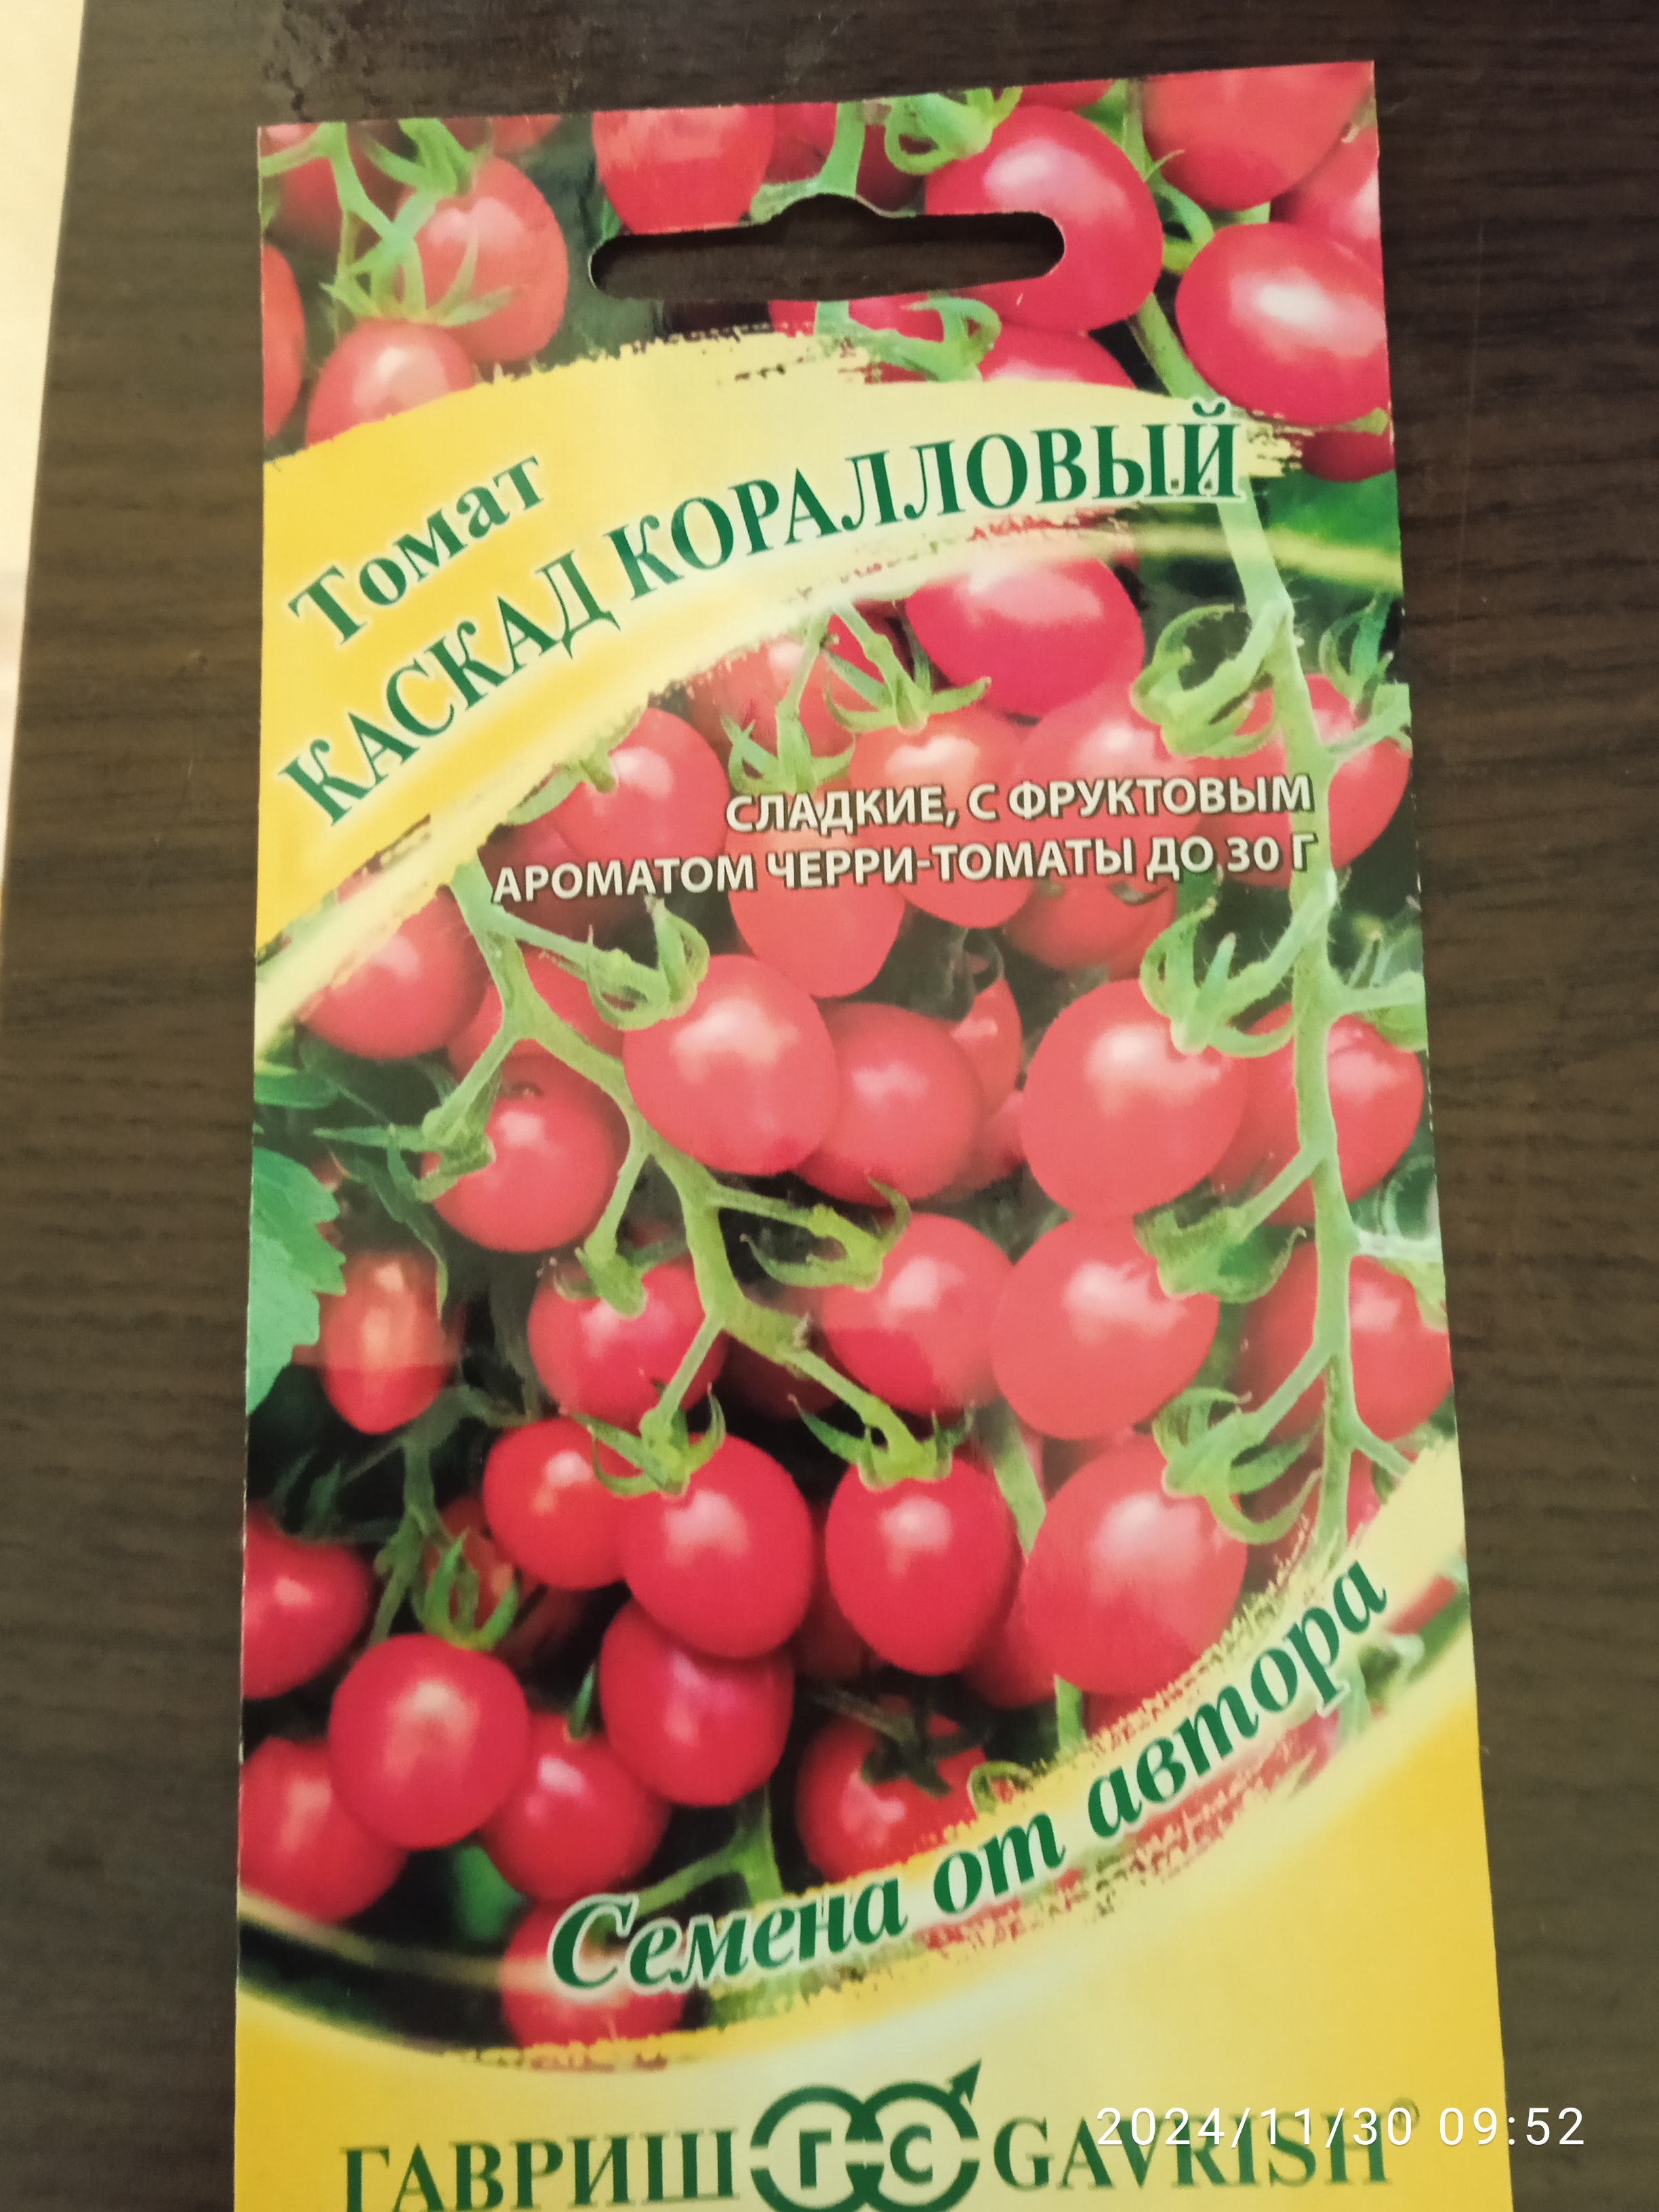 Томат
КАСКАД КОРАЛЛОВЫЙ
СЛАДКИЕ, С ФРУКТОВЫМ
АРОМАТОМ ЧЕРРИ-ТОМАТЫ ДО 30 Г
Семена от автора
ГАВРИШ ГС GAVRISH®
2024/11/30 09:52